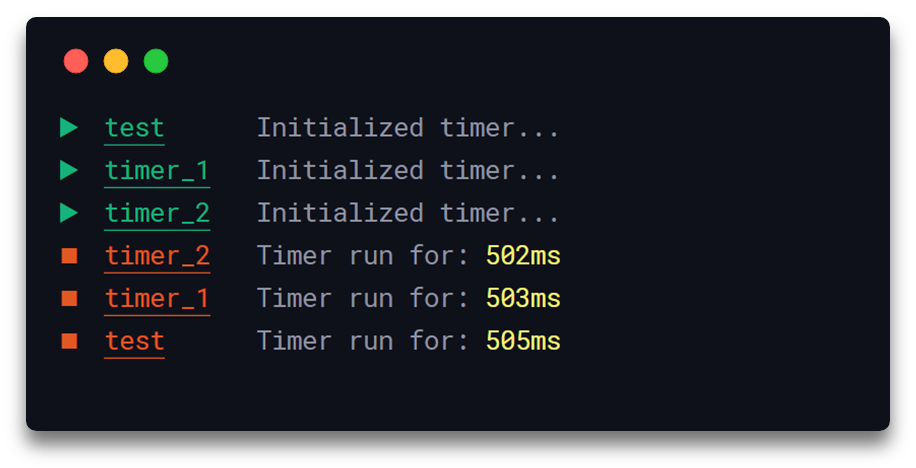 ▶ test Initialized timer...
▶ timer_1 Initialized timer...
▶ timer_2 Initialized timer...
■ timer_2 Timer run for: 502ms
■ timer_1 Timer run for: 503ms
■ test Timer run for: 505ms